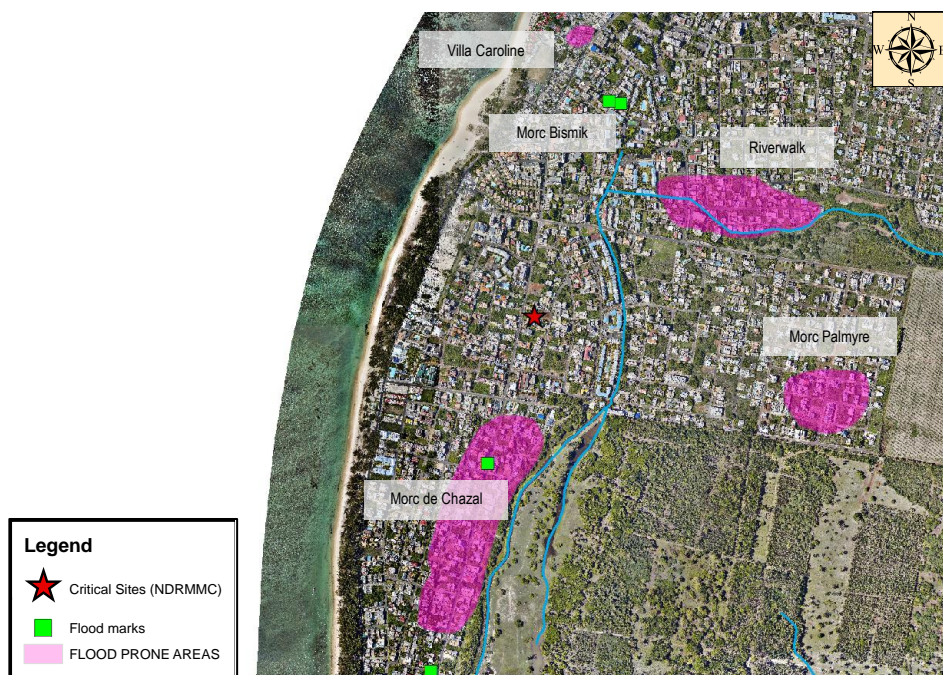 N
W
E
S
Villa Caroline
Morc Bismik
Riverwalk
Morc Palmyre
Morc de Chazal
Legend
Critical Sites (NDRMMC)
Flood marks
FLOOD PRONE AREAS